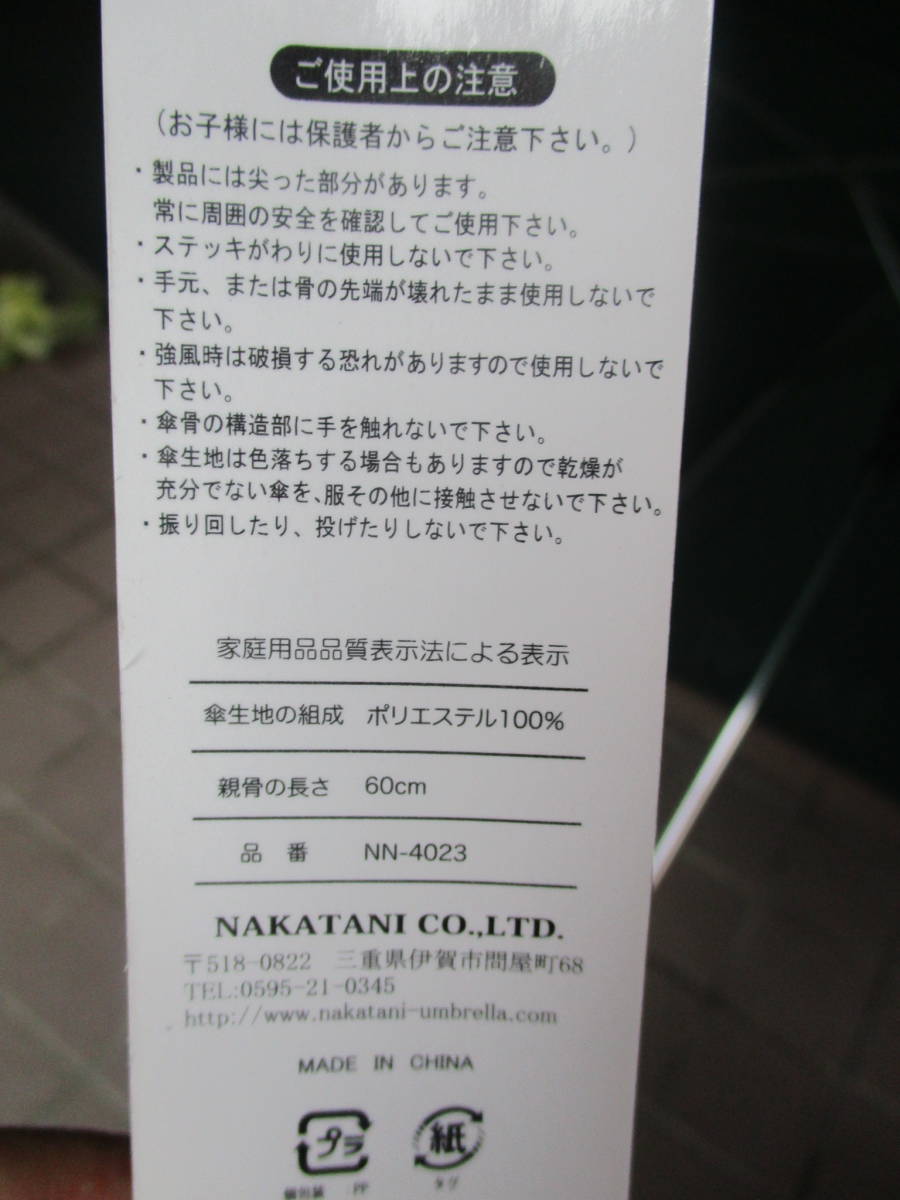 ご使用上の注意
(お子様には保護者からご注意下さい。)
・製品には尖った部分があります。
常に周囲の安全を確認してご使用下さい。
・ステッキがわりに使用しないで下さい。
・手元、または骨の先端が壊れたまま使用しないで
下さい。
・強風時は破損する恐れがありますので使用しないで
下さい。
・傘骨の構造部に手を触れないで下さい。
・傘生地は色落ちする場合もありますので乾燥が
充分でない傘を、服その他に接触させないで下さい。
・振り回したり、投げたりしないで下さい。
家庭用品品質表示法による表示
傘生地の組成 ポリエステル100%
親骨の長さ 60cm
品 番 NN-4023
NAKATANI CO.,LTD.
〒518-0822 三重県伊賀市問屋町68
TEL:0595-21-0345
http://www.nakatani-umbrella.com
MADE IN CHINA
プラ 紙
個包装 PP タグ